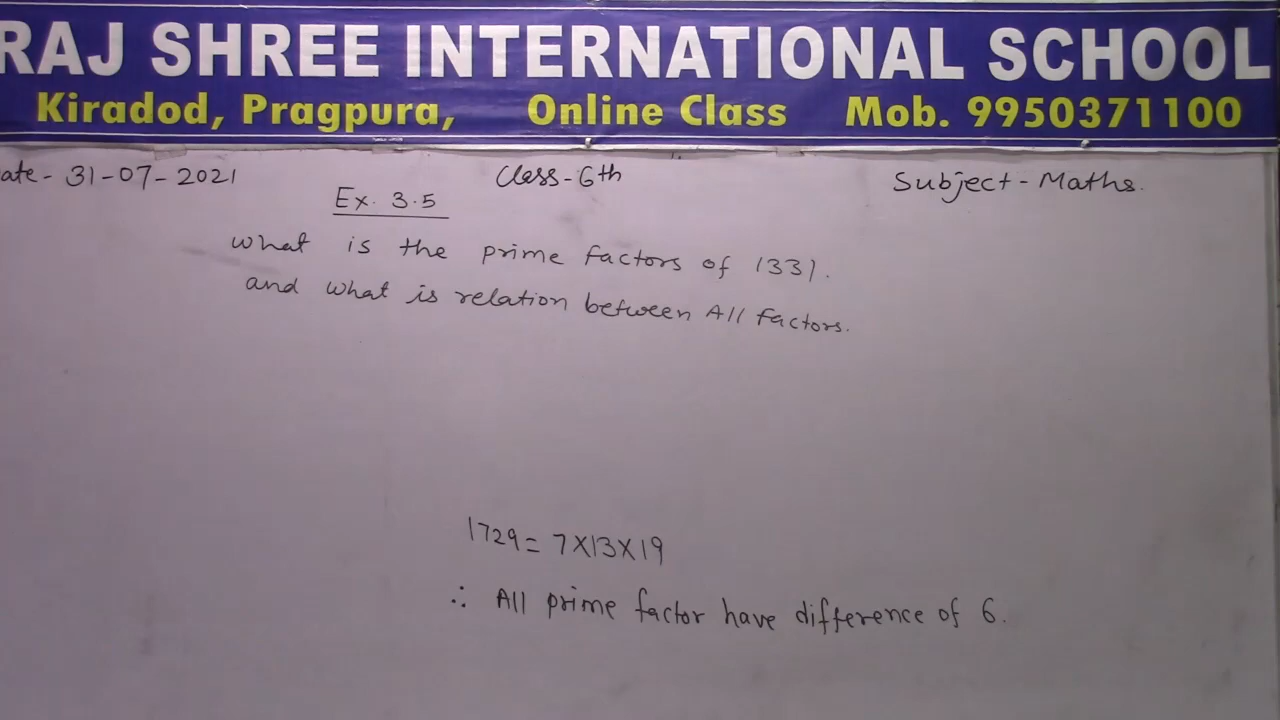 RAJ SHREE INTERNATIONAL SCHOOL
Kiradod, Pragpura, Online Class Mob. 9950371100
ate - 31-07-2021 Class-6th Subject - Maths.
Ex. 3.5
What is the prime factors of 1331.
and what is relation between All factors.
1729 = 7X13X19
∴ All prime factor have difference of 6.